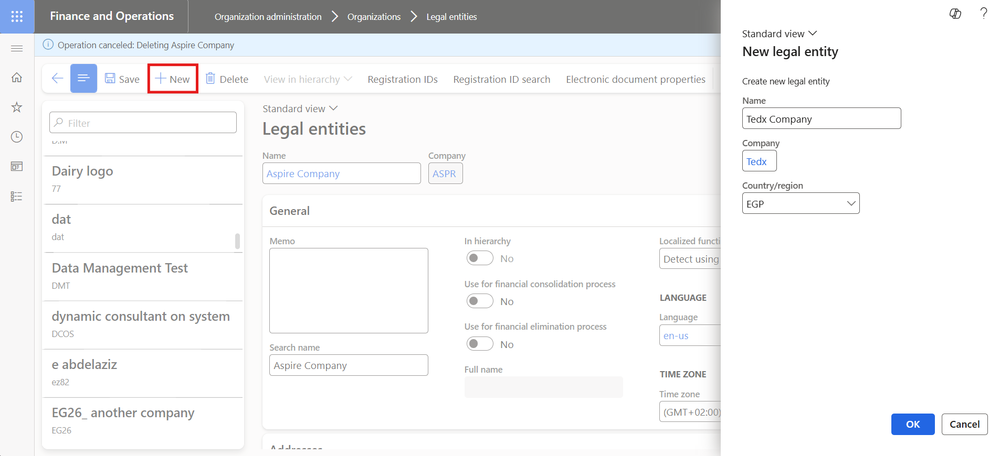 Finance and Operations
Organization administration
Organizations
Legal entities
Operation canceled: Deleting Aspire Company
Save
New
Delete
View in hierarchy
Registration IDs
Registration ID search
Electronic document properties
Filter
D.M
Dairy logo
77
dat
dat
Data Management Test
DMT
dynamic consultant on system
DCOS
e abdelaziz
ez82
EG26_ another company
EG26
Standard view
Legal entities
Name
Company
Aspire Company
ASPR
General
Memo
Search name
Aspire Company
In hierarchy
No
Use for financial consolidation process
No
Use for financial elimination process
No
Full name
Localized functi
Detect using
LANGUAGE
Language
en-us
TIME ZONE
Time zone
(GMT+02:00)
Addresses
?
Standard view
New legal entity
Create new legal entity
Name
Tedx Company
Company
Tedx
Country/region
EGP
OK
Cancel